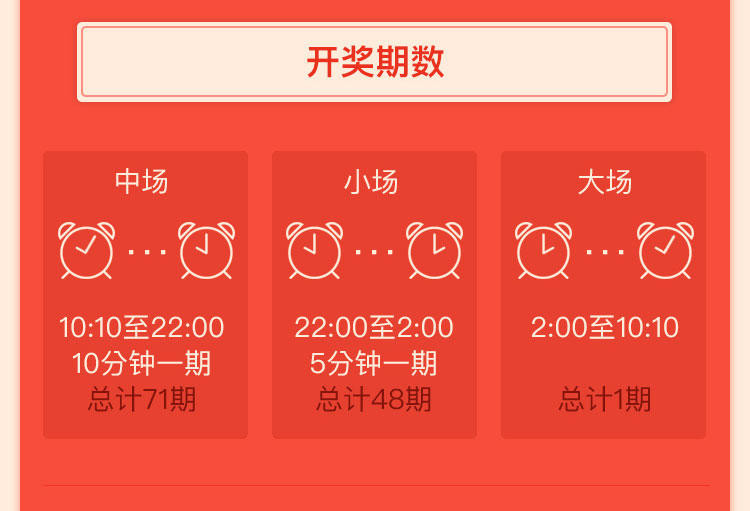 开奖期数
中场
10:10至22:00
10分钟一期
总计71期
小场
22:00至2:00
5分钟一期
总计48期
大场
2:00至10:10
总计1期